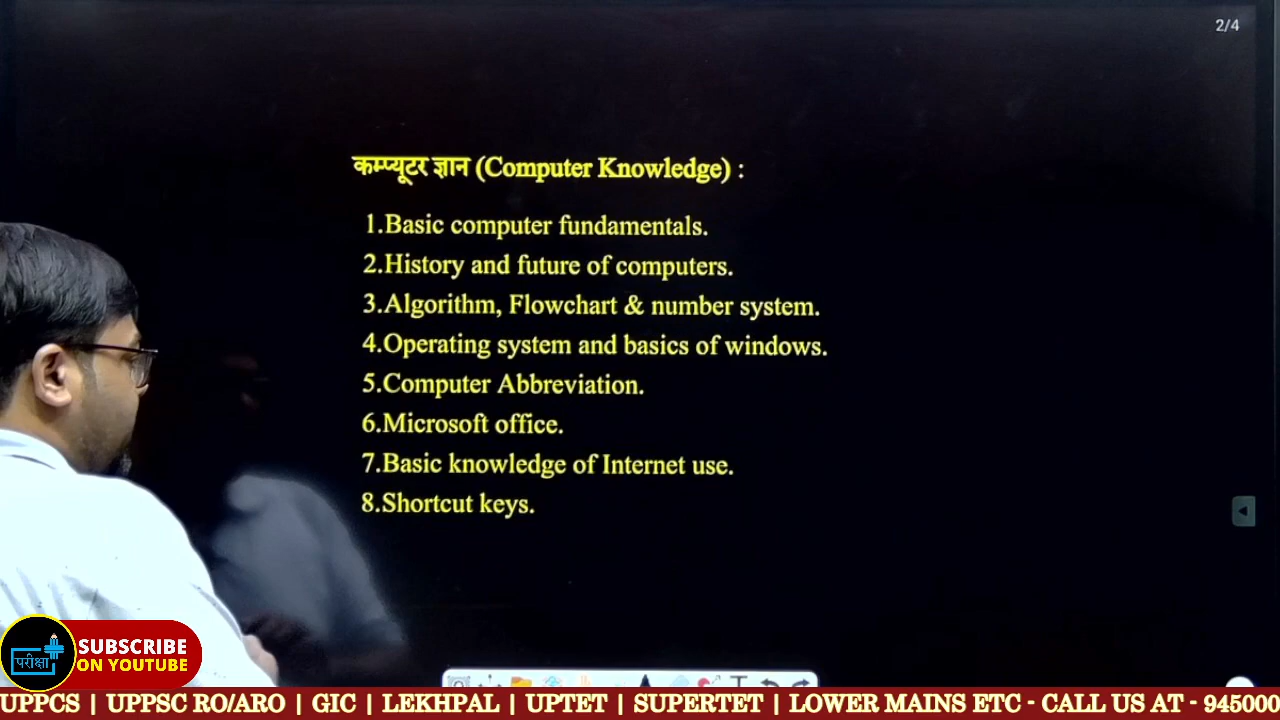 2/4
कम्प्यूटर ज्ञान (Computer Knowledge) :
1.Basic computer fundamentals.
2.History and future of computers.
3.Algorithm, Flowchart & number system.
4.Operating system and basics of windows.
5.Computer Abbreviation.
6.Microsoft office.
7.Basic knowledge of Internet use.
8.Shortcut keys.
परीक्षा
SUBSCRIBE
ON YOUTUBE
UPPCS | UPPSC RO/ARO | GIC | LEKHPAL | UPTET | SUPERTET | LOWER MAINS ETC - CALL US AT - 945000